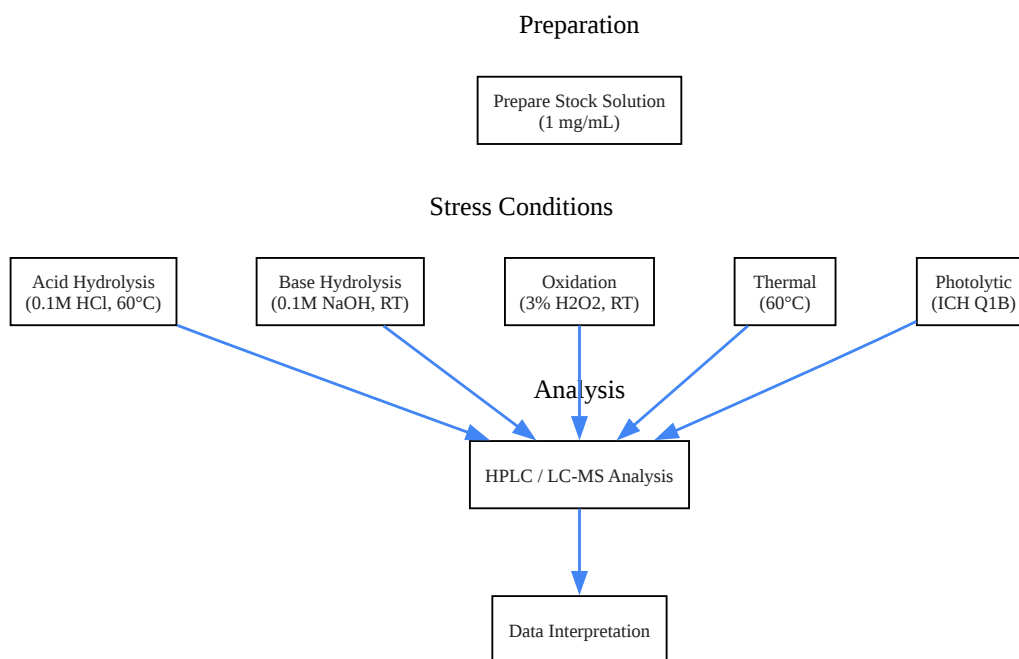 Preparation
Prepare Stock Solution
(1 mg/mL)
Stress Conditions
Acid Hydrolysis
(0.1M HCl, 60°C)
Base Hydrolysis
(0.1M NaOH, RT)
Oxidation
(3% H2O2, RT)
Thermal
(60°C)
Photolytic
(ICH Q1B)
Analysis
HPLC / LC-MS Analysis
Data Interpretation